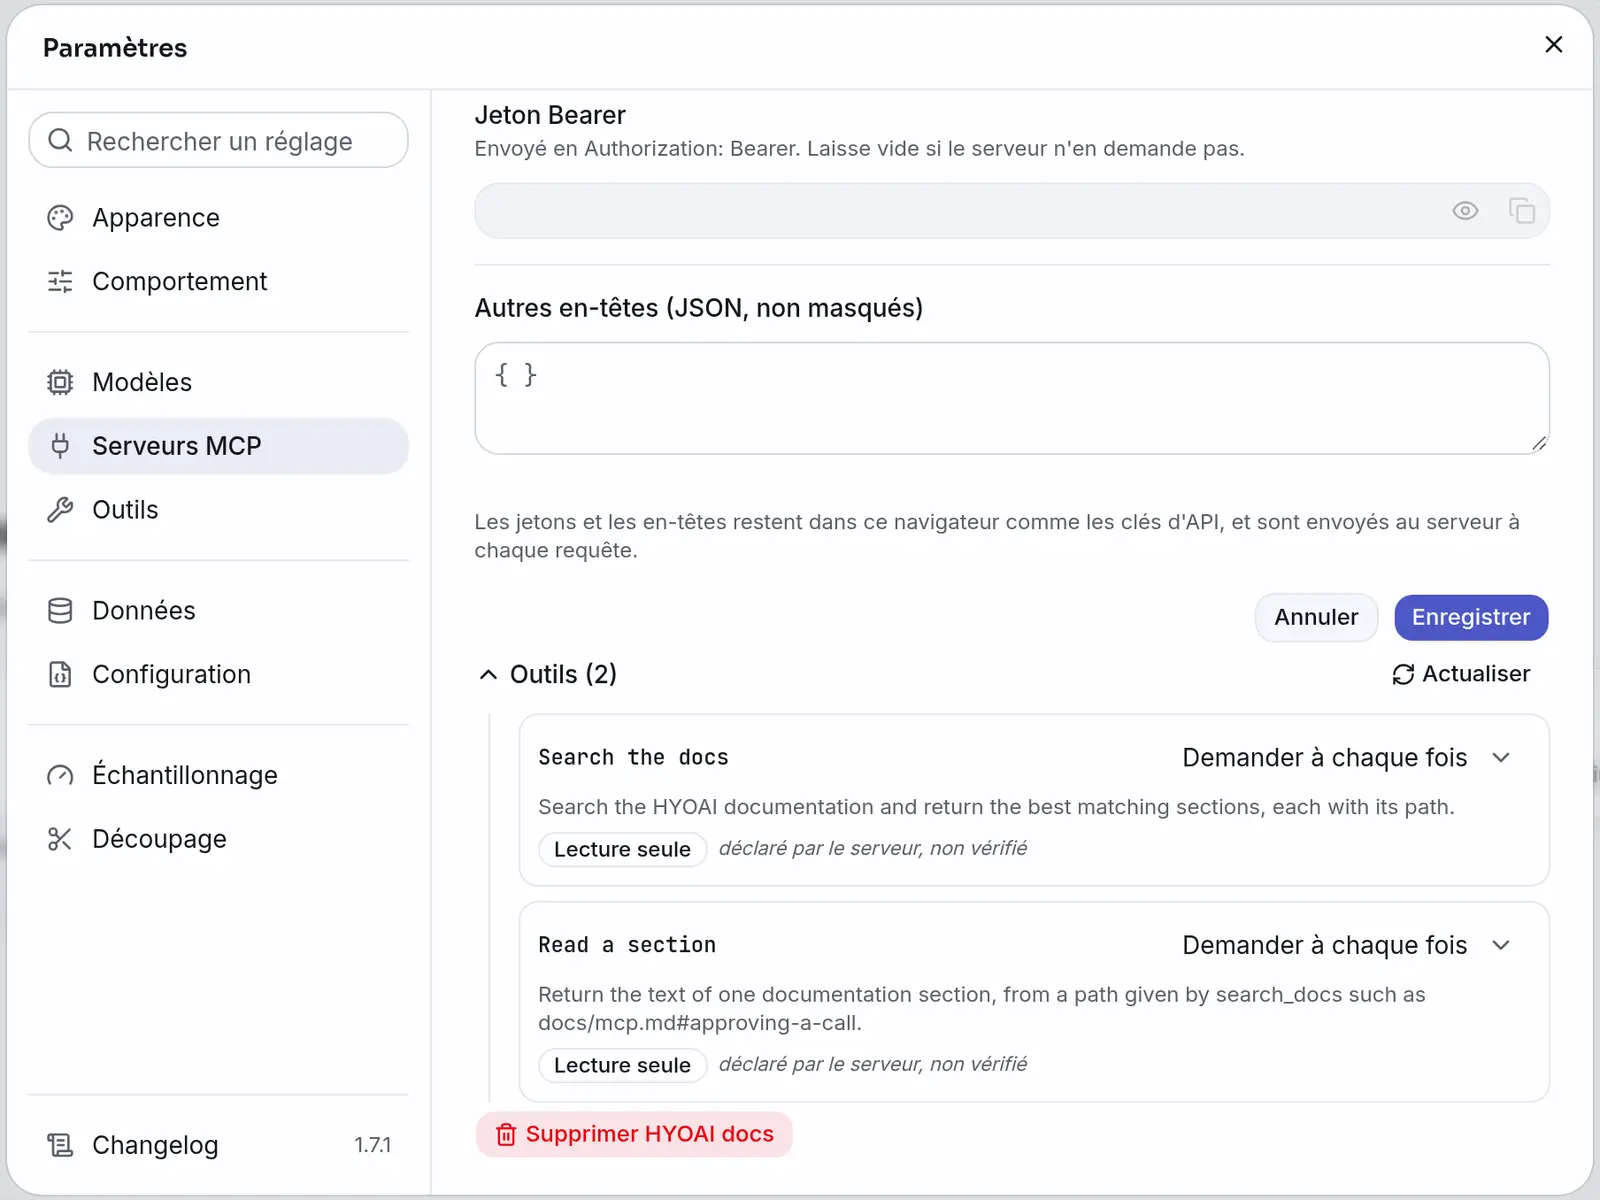 Paramètres
Rechercher un réglage
Apparence
Comportement
Modèles
Serveurs MCP
Outils
Données
Configuration
Échantillonnage
Découpage
Changelog 1.7.1
Jeton Bearer
Envoyé en Authorization: Bearer. Laisse vide si le serveur n'en demande pas.
Autres en-têtes (JSON, non masqués)
{ }
Les jetons et les en-têtes restent dans ce navigateur comme les clés d'API, et sont envoyés au serveur à
chaque requête.
Annuler Enregistrer
Outils (2) Actualiser
Search the docs Demander à chaque fois
Search the HYOAI documentation and return the best matching sections, each with its path.
Lecture seule déclaré par le serveur, non vérifié
Read a section Demander à chaque fois
Return the text of one documentation section, from a path given by search_docs such as
docs/mcp.md#approving-a-call.
Lecture seule déclaré par le serveur, non vérifié
Supprimer HYOAI docs